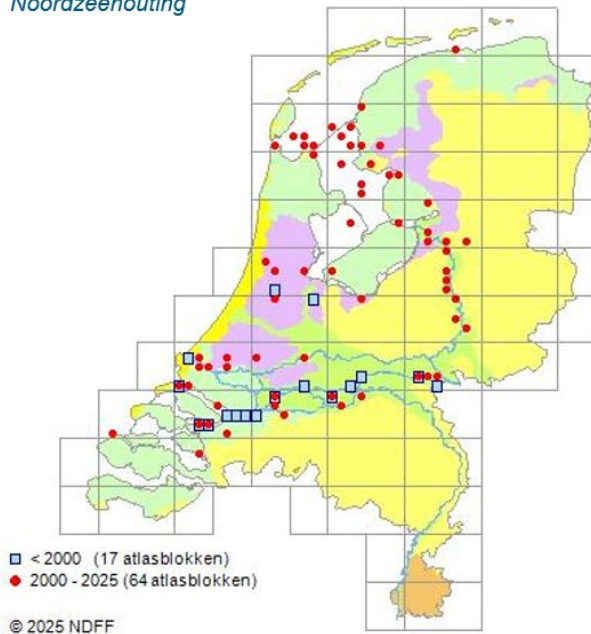 Noordzeehouting
< 2000 (17 atlasblokken)
2000 - 2025 (64 atlasblokken)
© 2025 NDFF